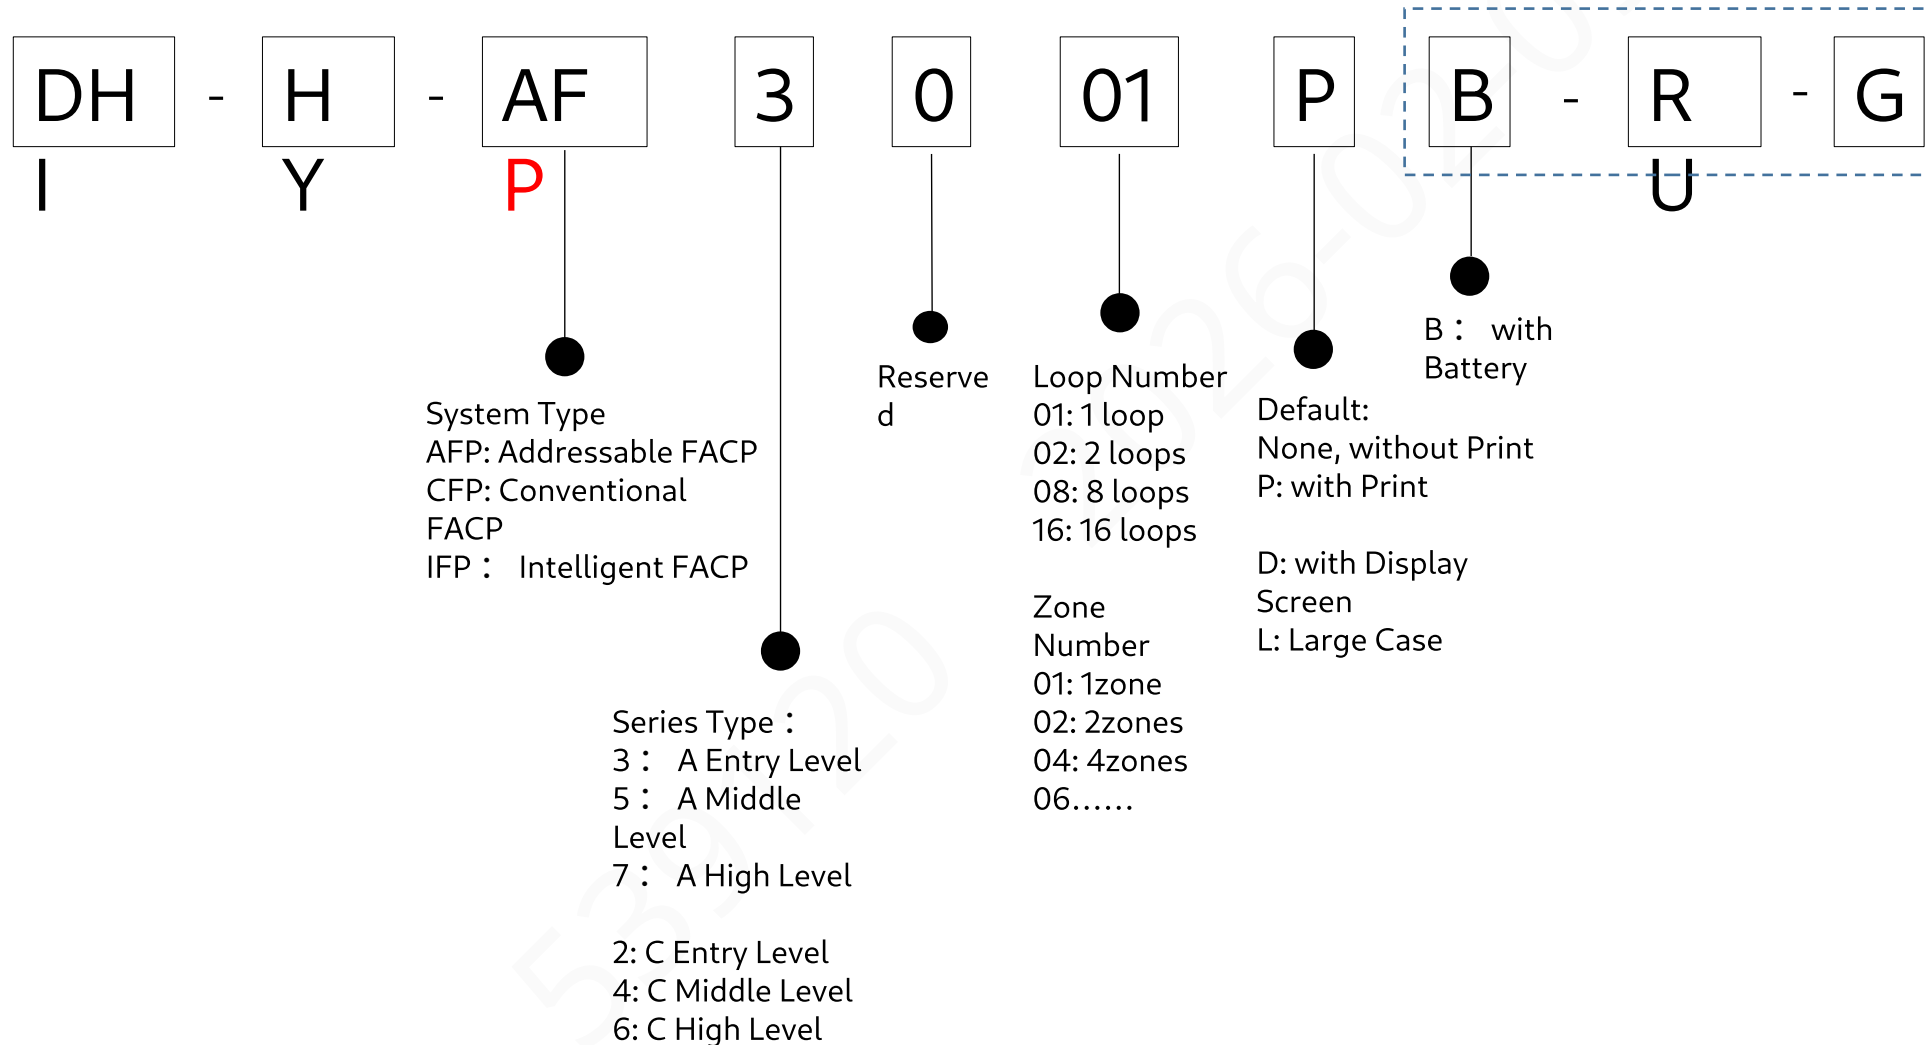 DH - H - AF 3 0 01 P B - R - G
I Y P U
B： with
Battery
Reserve
d
Loop Number
01: 1 loop
02: 2 loops
08: 8 loops
16: 16 loops
Zone
Number
01: 1zone
02: 2zones
04: 4zones
06......
Default:
None, without Print
P: with Print
D: with Display
Screen
L: Large Case
System Type
AFP: Addressable FACP
CFP: Conventional
FACP
IFP： Intelligent FACP
Series Type：
3： A Entry Level
5： A Middle
Level
7： A High Level
2: C Entry Level
4: C Middle Level
6: C High Level